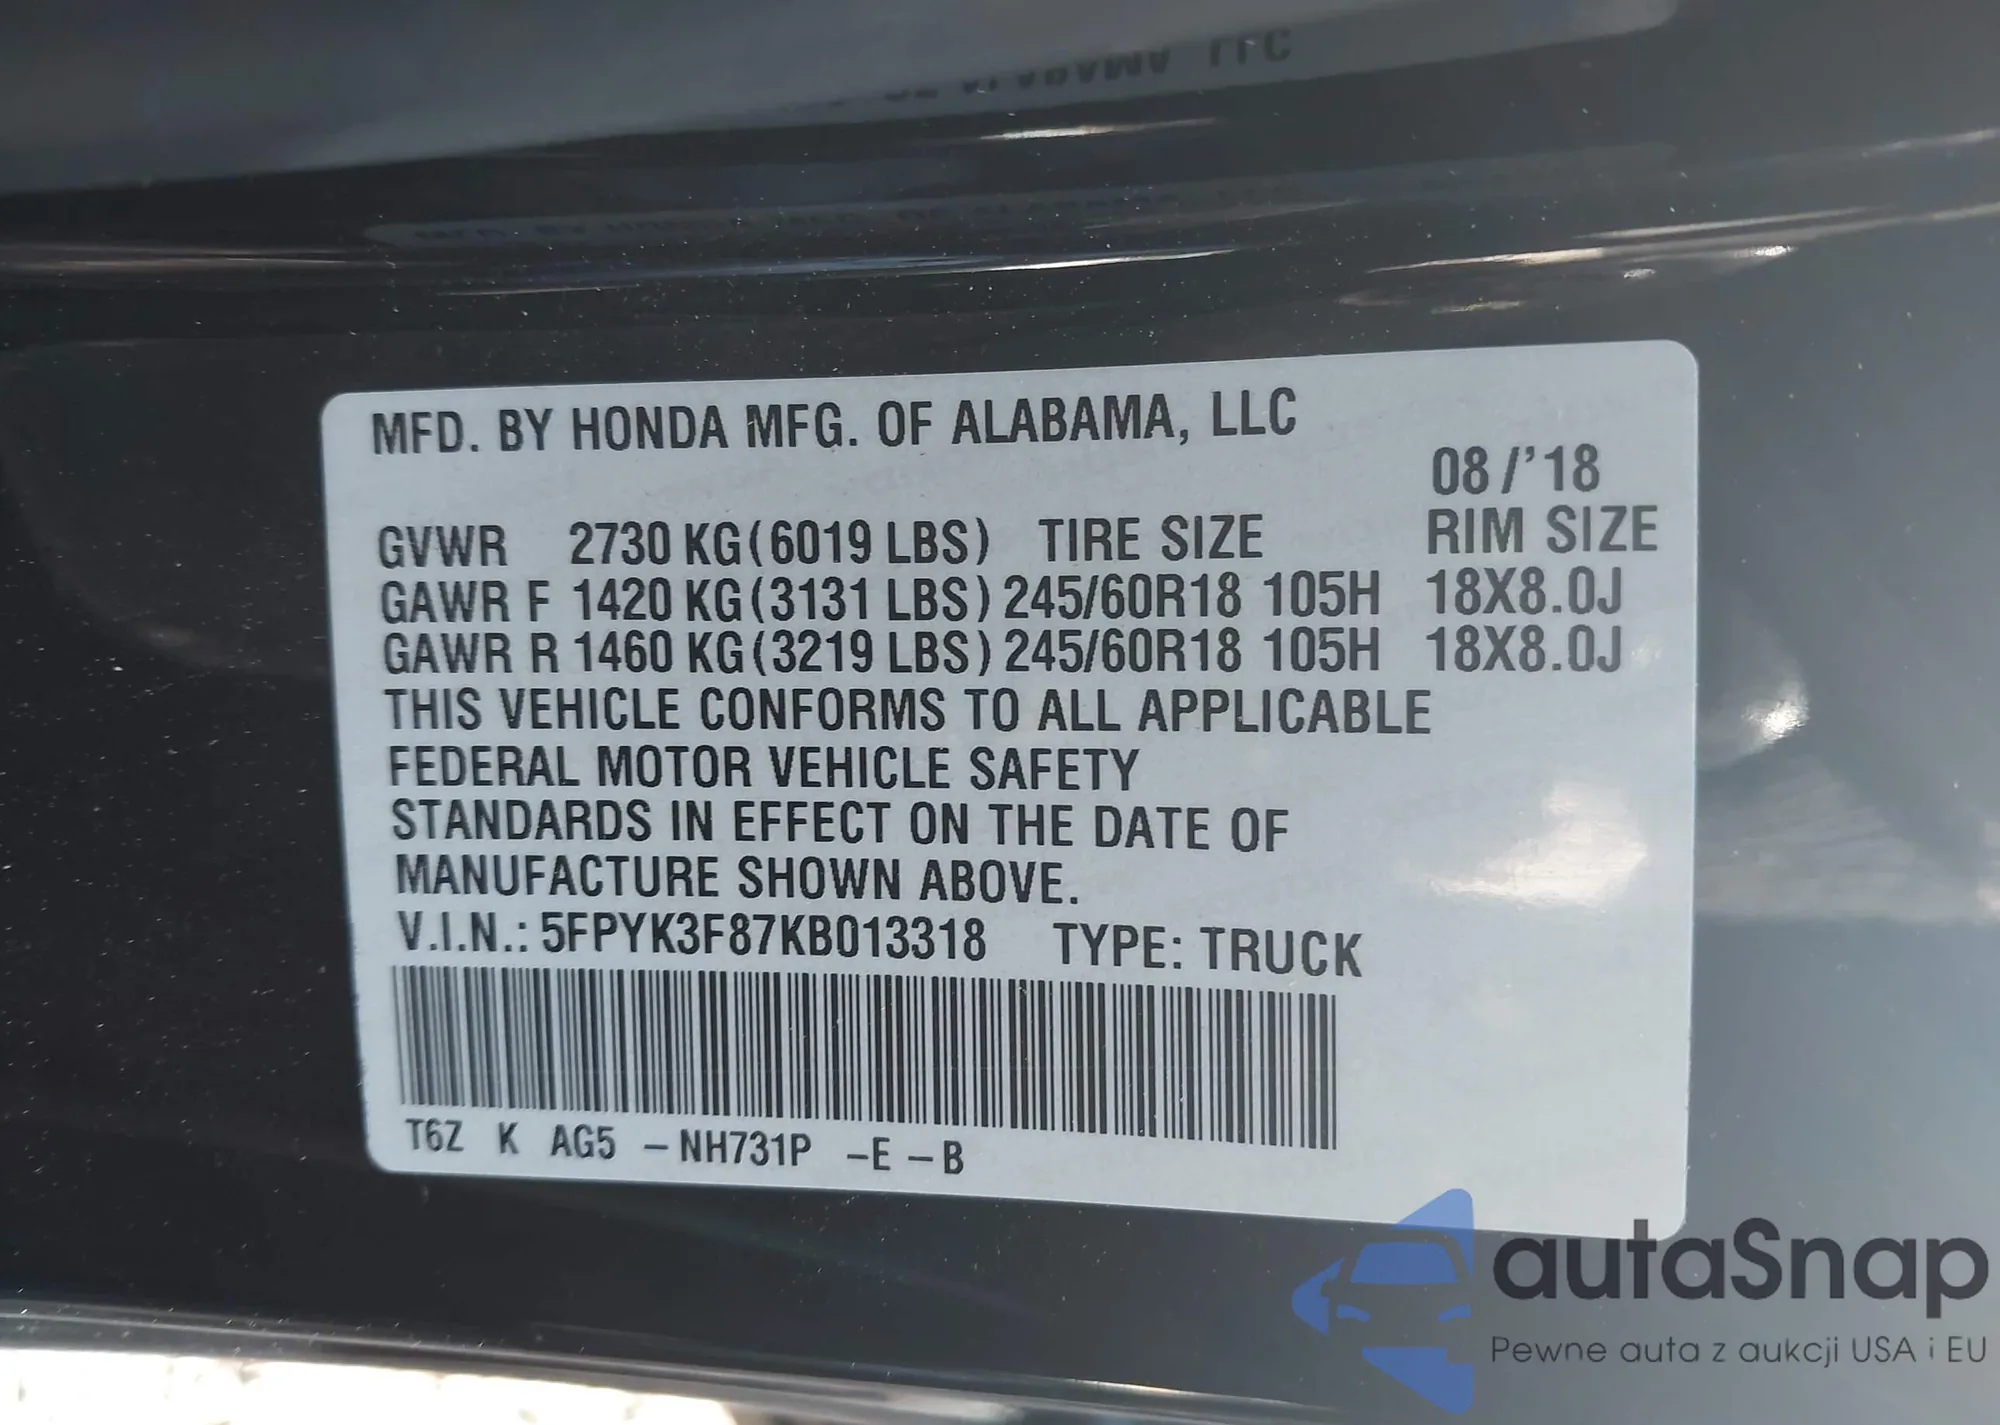 MFD. BY HONDA MFG. OF ALABAMA, LLC
08/'18
GVWR 2730 KG(6019 LBS) TIRE SIZE RIM SIZE
GAWR F 1420 KG(3131 LBS) 245/60R18 105H 18X8.0J
GAWR R 1460 KG(3219 LBS) 245/60R18 105H 18X8.0J
THIS VEHICLE CONFORMS TO ALL APPLICABLE
FEDERAL MOTOR VEHICLE SAFETY
STANDARDS IN EFFECT ON THE DATE OF
MANUFACTURE SHOWN ABOVE.
V.I.N.: 5FPYK3F87KB013318 TYPE: TRUCK
T6Z K AG5 -NH731P -E -B
autaSnap
Pewne auta z aukcji USA i EU